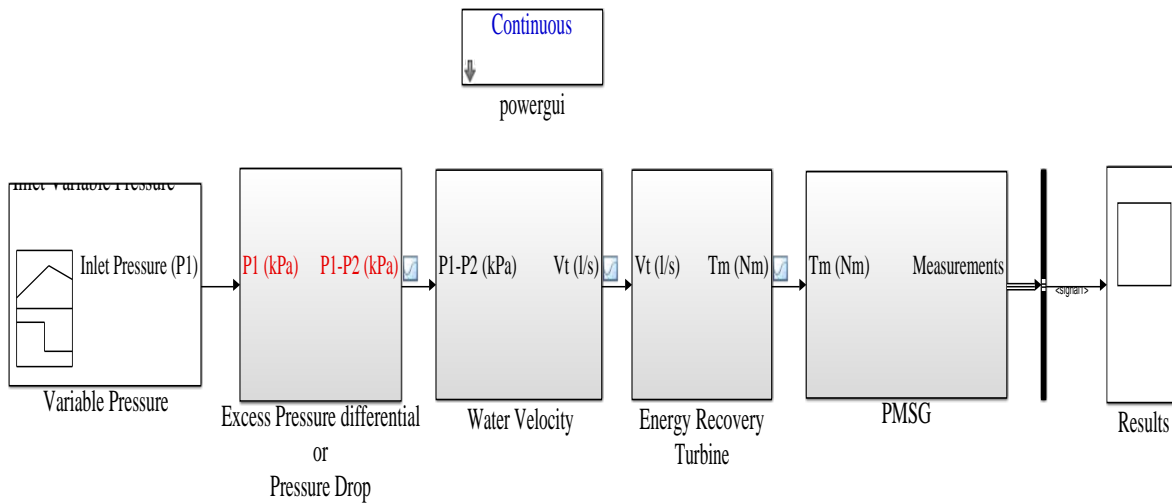 Continuous
powergui
Inlet Variable Pressure
Inlet Pressure (P1)
P1 (kPa)
P1-P2 (kPa)
P1-P2 (kPa)
Vt (l/s)
Vt (l/s)
Tm (Nm)
Tm (Nm)
Measurements
<signal1>
Variable Pressure
Excess Pressure differential
or
Pressure Drop
Water Velocity
Energy Recovery
Turbine
PMSG
Results